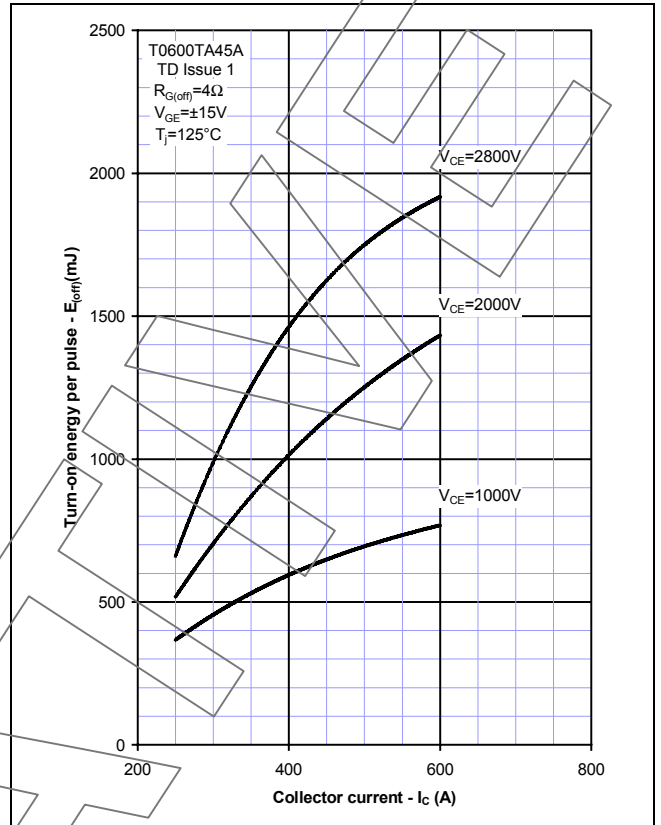 2500
T0600TA45A
TD Issue 1
RG(off)=4Ω
VGE=±15V
Tj=125°C
VCE=2800V
2000
Turn-on energy per pulse - E(off)(mJ)
1500
VCE=2000V
1000
VCE=1000V
500
0
200 400 600 800
Collector current - IC (A)